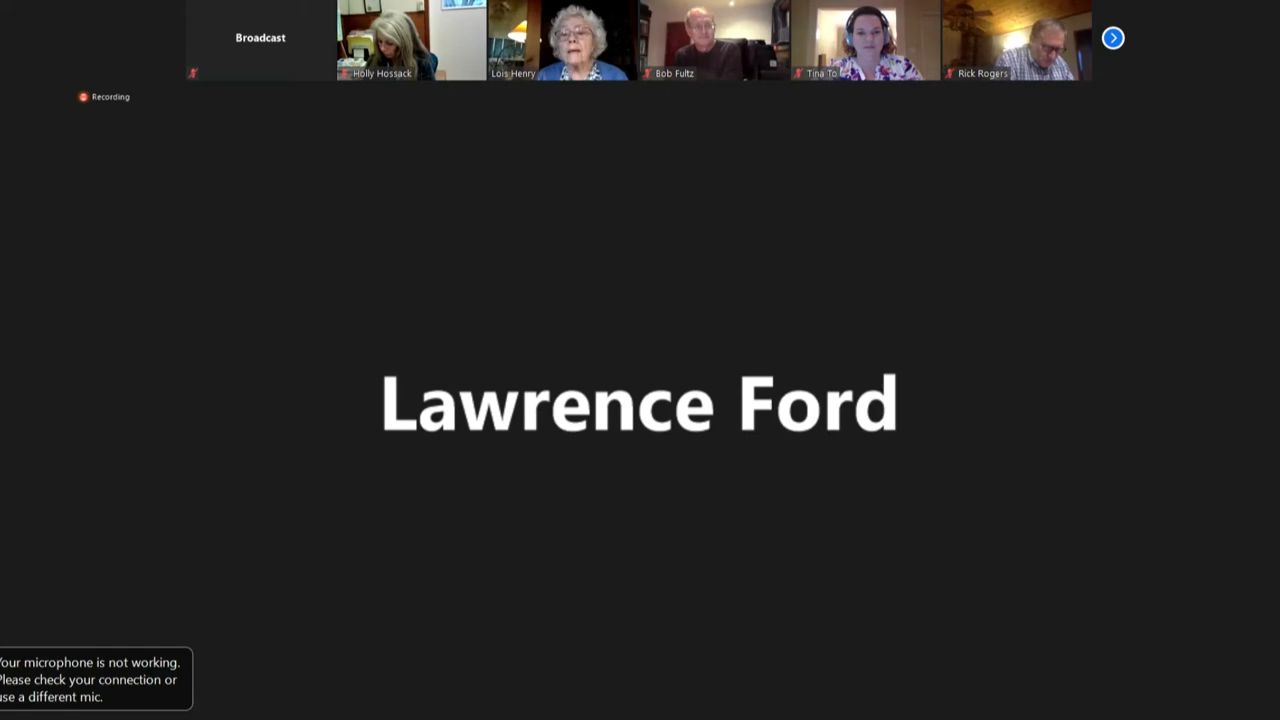 Broadcast
Holly Hossack
Lois Henry
Bob Fultz
Tina To
Rick Rogers
Recording
Lawrence Ford
Your microphone is not working.
Please check your connection or
use a different mic.